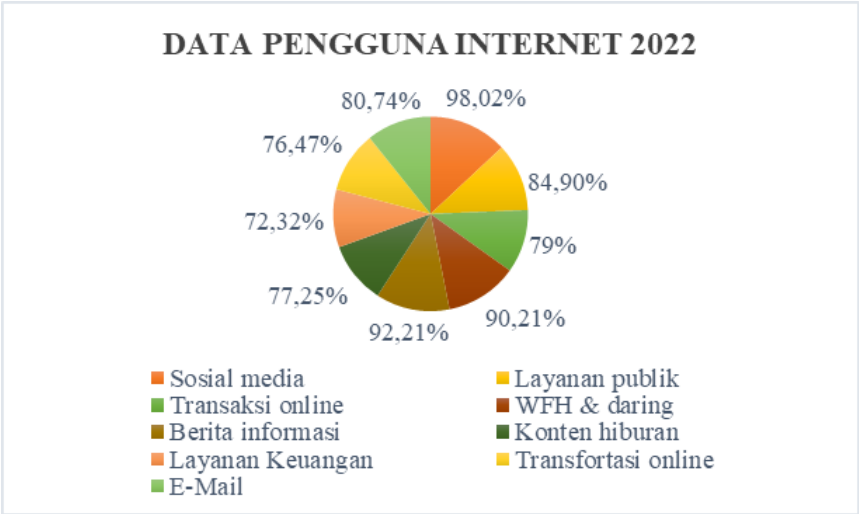 DATA PENGGUNA INTERNET 2022
80,74% 98,02%
76,47%
84,90%
72,32%
79%
77,25%
90,21%
92,21%
Sosial media Layanan publik
Transaksi online WFH & daring
Berita informasi Konten hiburan
Layanan Keuangan Transfortasi online
E-Mail